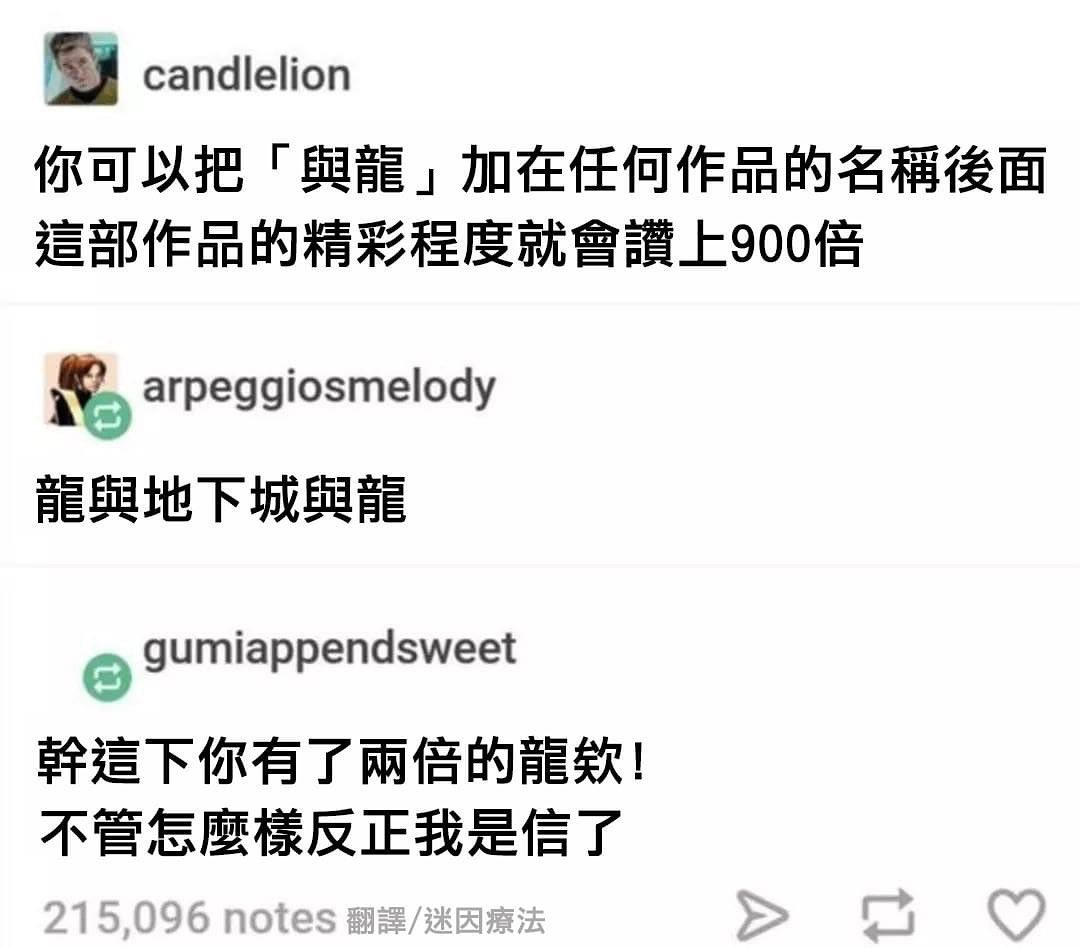 candlelion
你可以把「與龍」加在任何作品的名稱後面
這部作品的精彩程度就會讚上900倍
arpeggiosmelody
龍與地下城與龍
gumiappendsweet
幹這下你有了兩倍的龍欸!
不管怎麼樣反正我是信了
215,096 notes 翻譯/迷因療法